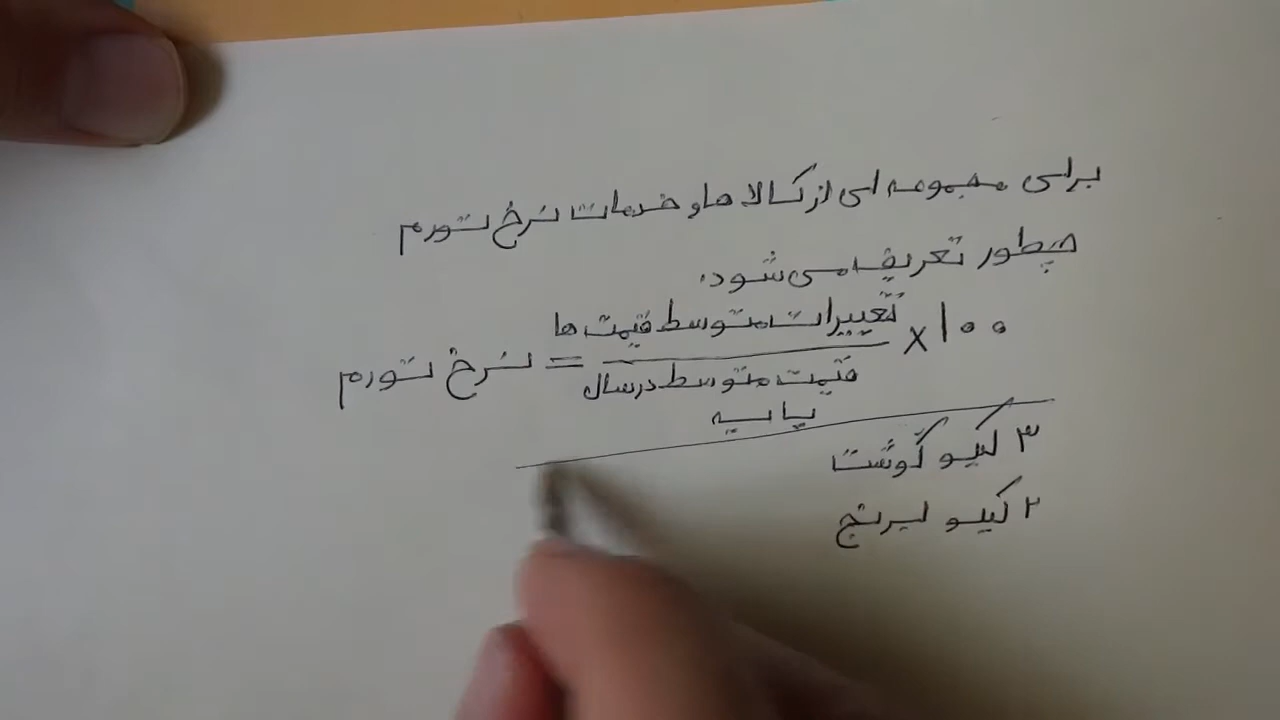 برای مجموعه ای از کالا ها و خدمات نرخ تورم
چطور تعریف می شود.
نرخ تورم = تغییرات متوسط قیمت ها / قیمت متوسط در سال پایه × 100
۳ کیلو گوشت
۲ کیلو برنج